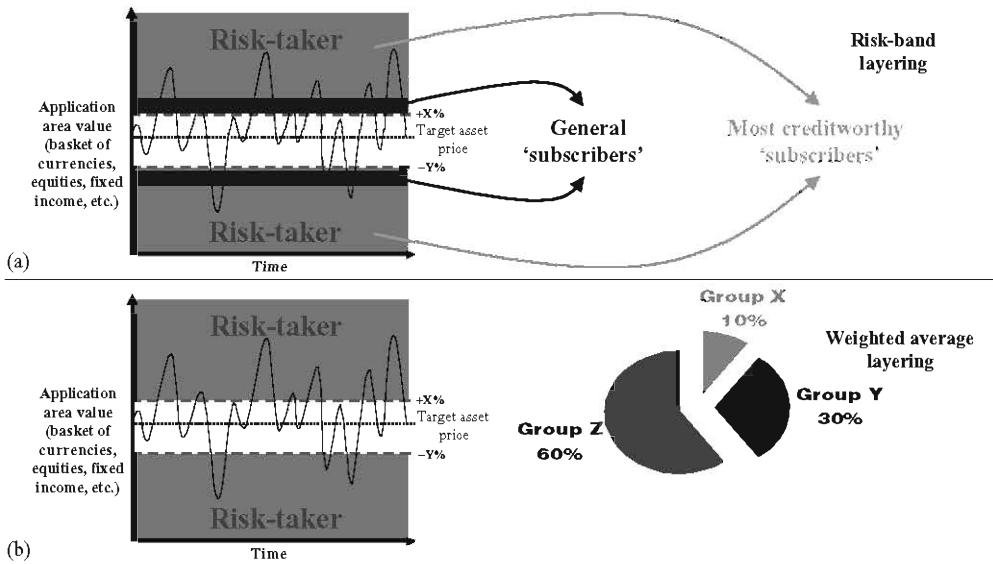 Risk-taker
Risk-band
layering
Application
area value
(basket of
currencies,
equities, fixed
income, etc.)
+X%
Target asset
price
–Y%
General
‘subscribers’
Most creditworthy
‘subscribers’
Risk-taker
(a)
Time
Risk-taker
Group X
10%
Weighted average
layering
Application
area value
(basket of
currencies,
equities, fixed
income, etc.)
+X%
Target asset
price
–Y%
Group Y
30%
Group Z
60%
Risk-taker
(b)
Time